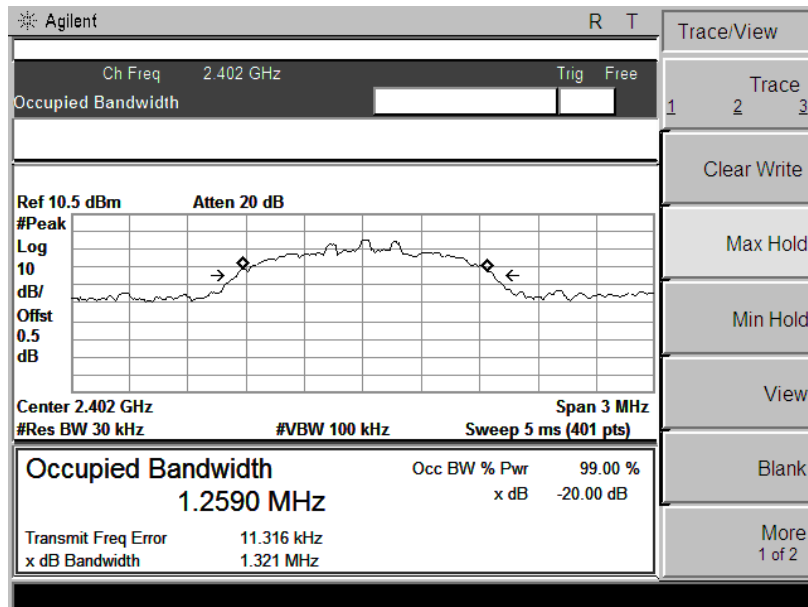 Agilent R T
Trace/View
Ch Freq 2.402 GHz Trig Free
Occupied Bandwidth
Trace
1 2 3
Clear Write
Ref 10.5 dBm Atten 20 dB
#Peak
Log
10
dB/
Offst
0.5
dB
Max Hold
Min Hold
View
Center 2.402 GHz Span 3 MHz
#Res BW 30 kHz #VBW 100 kHz Sweep 5 ms (401 pts)
Occupied Bandwidth
1.2590 MHz
Occ BW % Pwr 99.00 %
x dB -20.00 dB
Transmit Freq Error 11.316 kHz
x dB Bandwidth 1.321 MHz
Blank
More
1 of 2